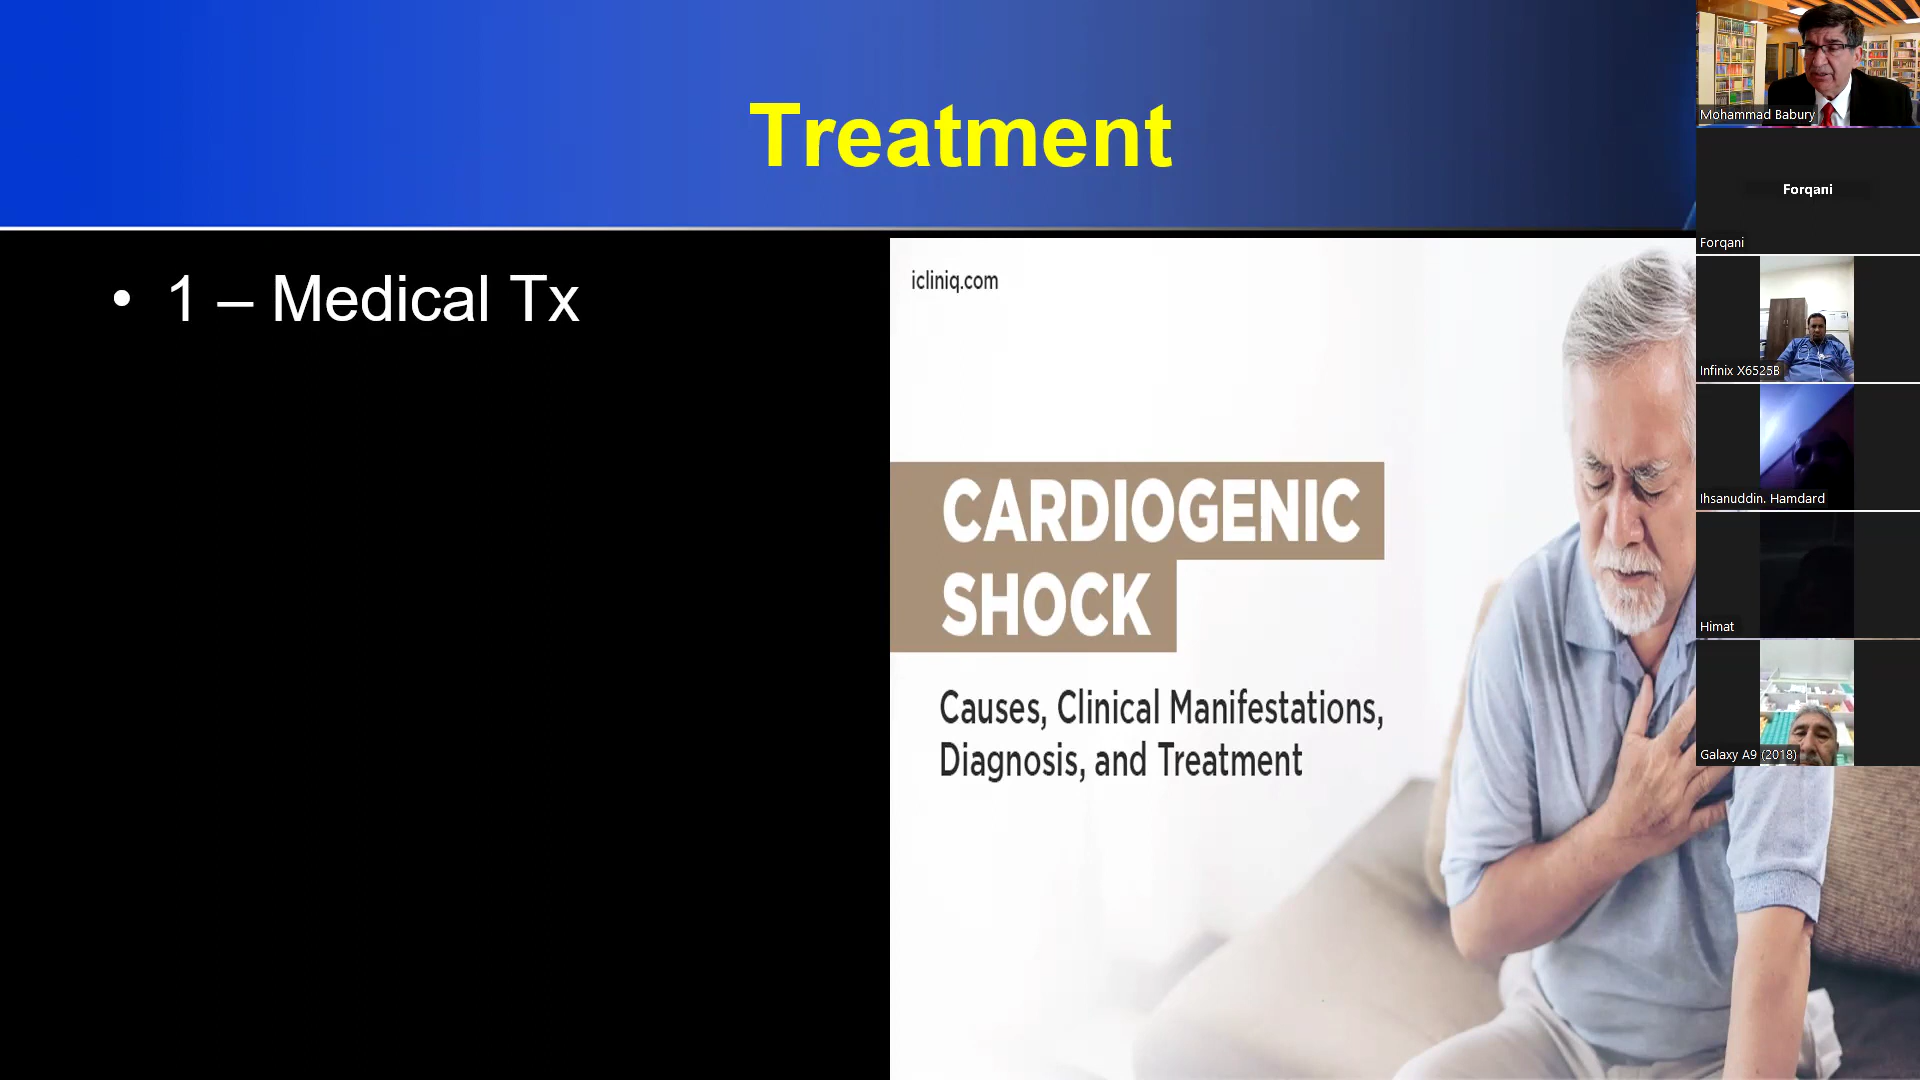 Treatment
• 1 – Medical Tx
icliniq.com
CARDIOGENIC
SHOCK
Causes, Clinical Manifestations,
Diagnosis, and Treatment
Mohammad Babury
Forqani
Forqani
Infinix X6525B
Ihsanuddin. Hamdard
Himat
Galaxy A9 (2018)